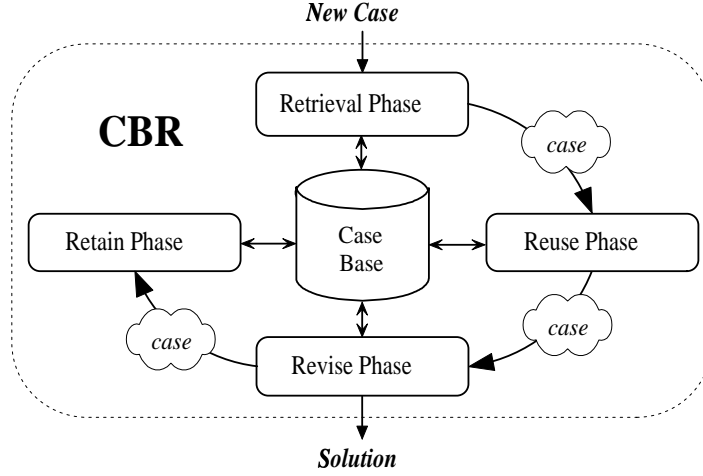 New Case
Retrieval Phase
CBR
case
Retain Phase
Case
Base
Reuse Phase
case
case
Revise Phase
Solution